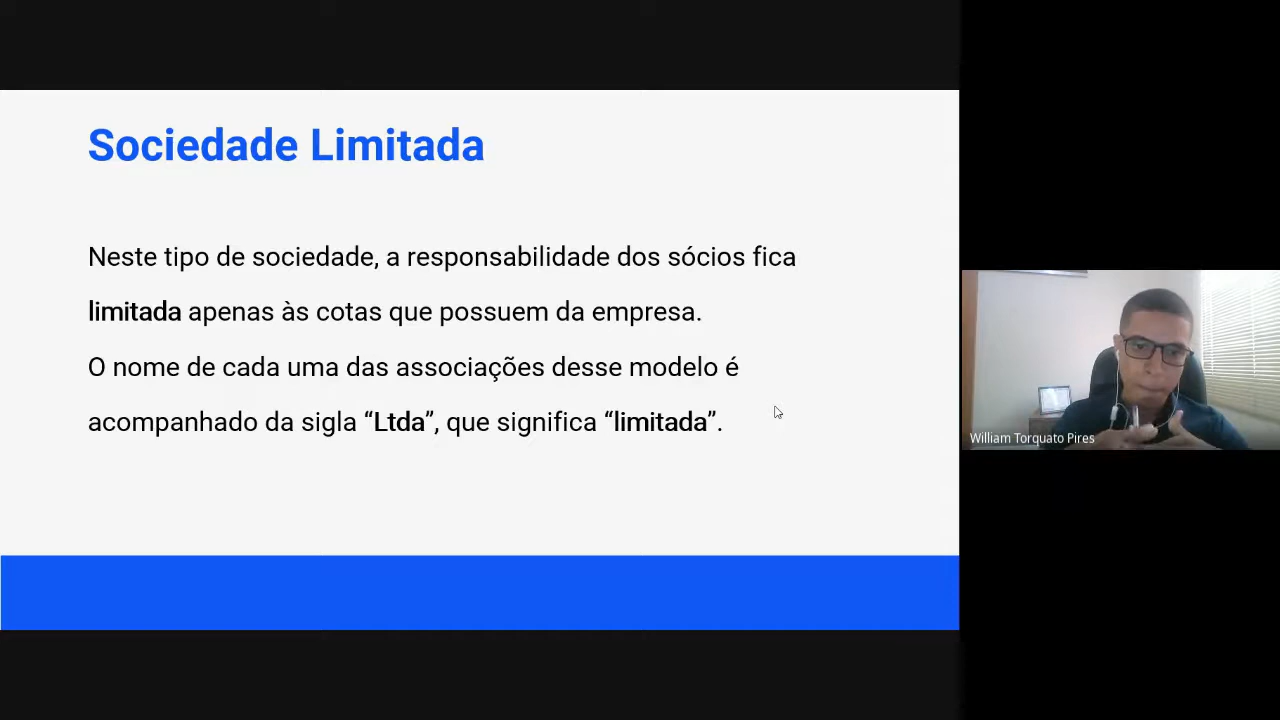 Sociedade Limitada
Neste tipo de sociedade, a responsabilidade dos sócios fica
limitada apenas às cotas que possuem da empresa.
O nome de cada uma das associações desse modelo é
acompanhado da sigla “Ltda”, que significa “limitada”.
William Torquato Pires